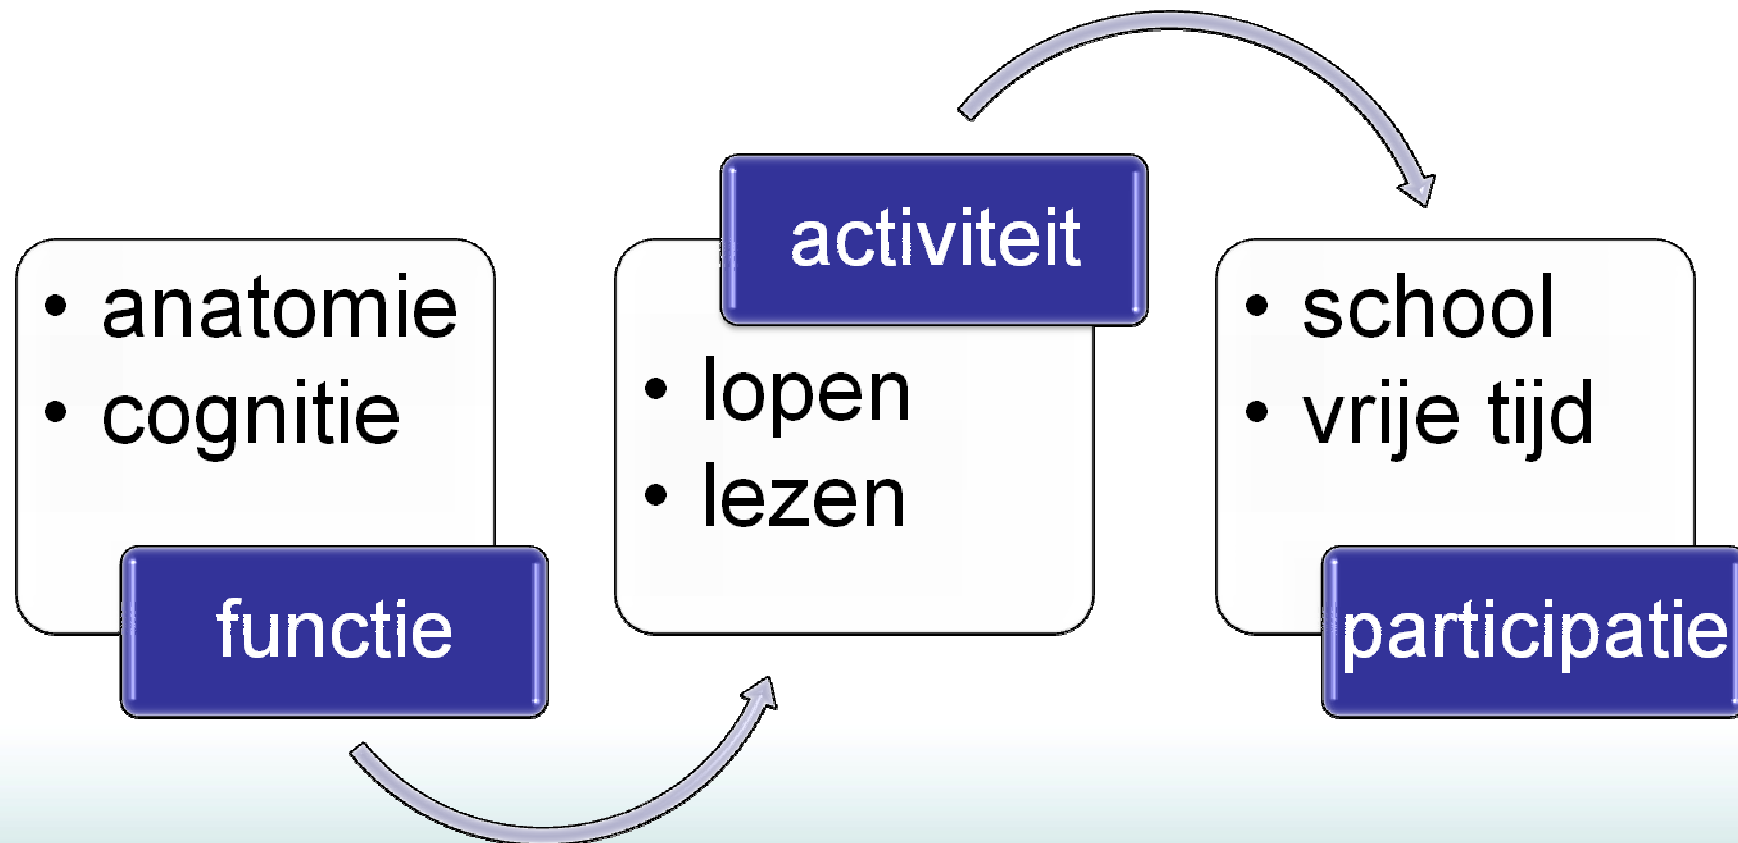 • anatomie
• cognitie
functie
activiteit
• lopen
• lezen
• school
• vrije tijd
participatie